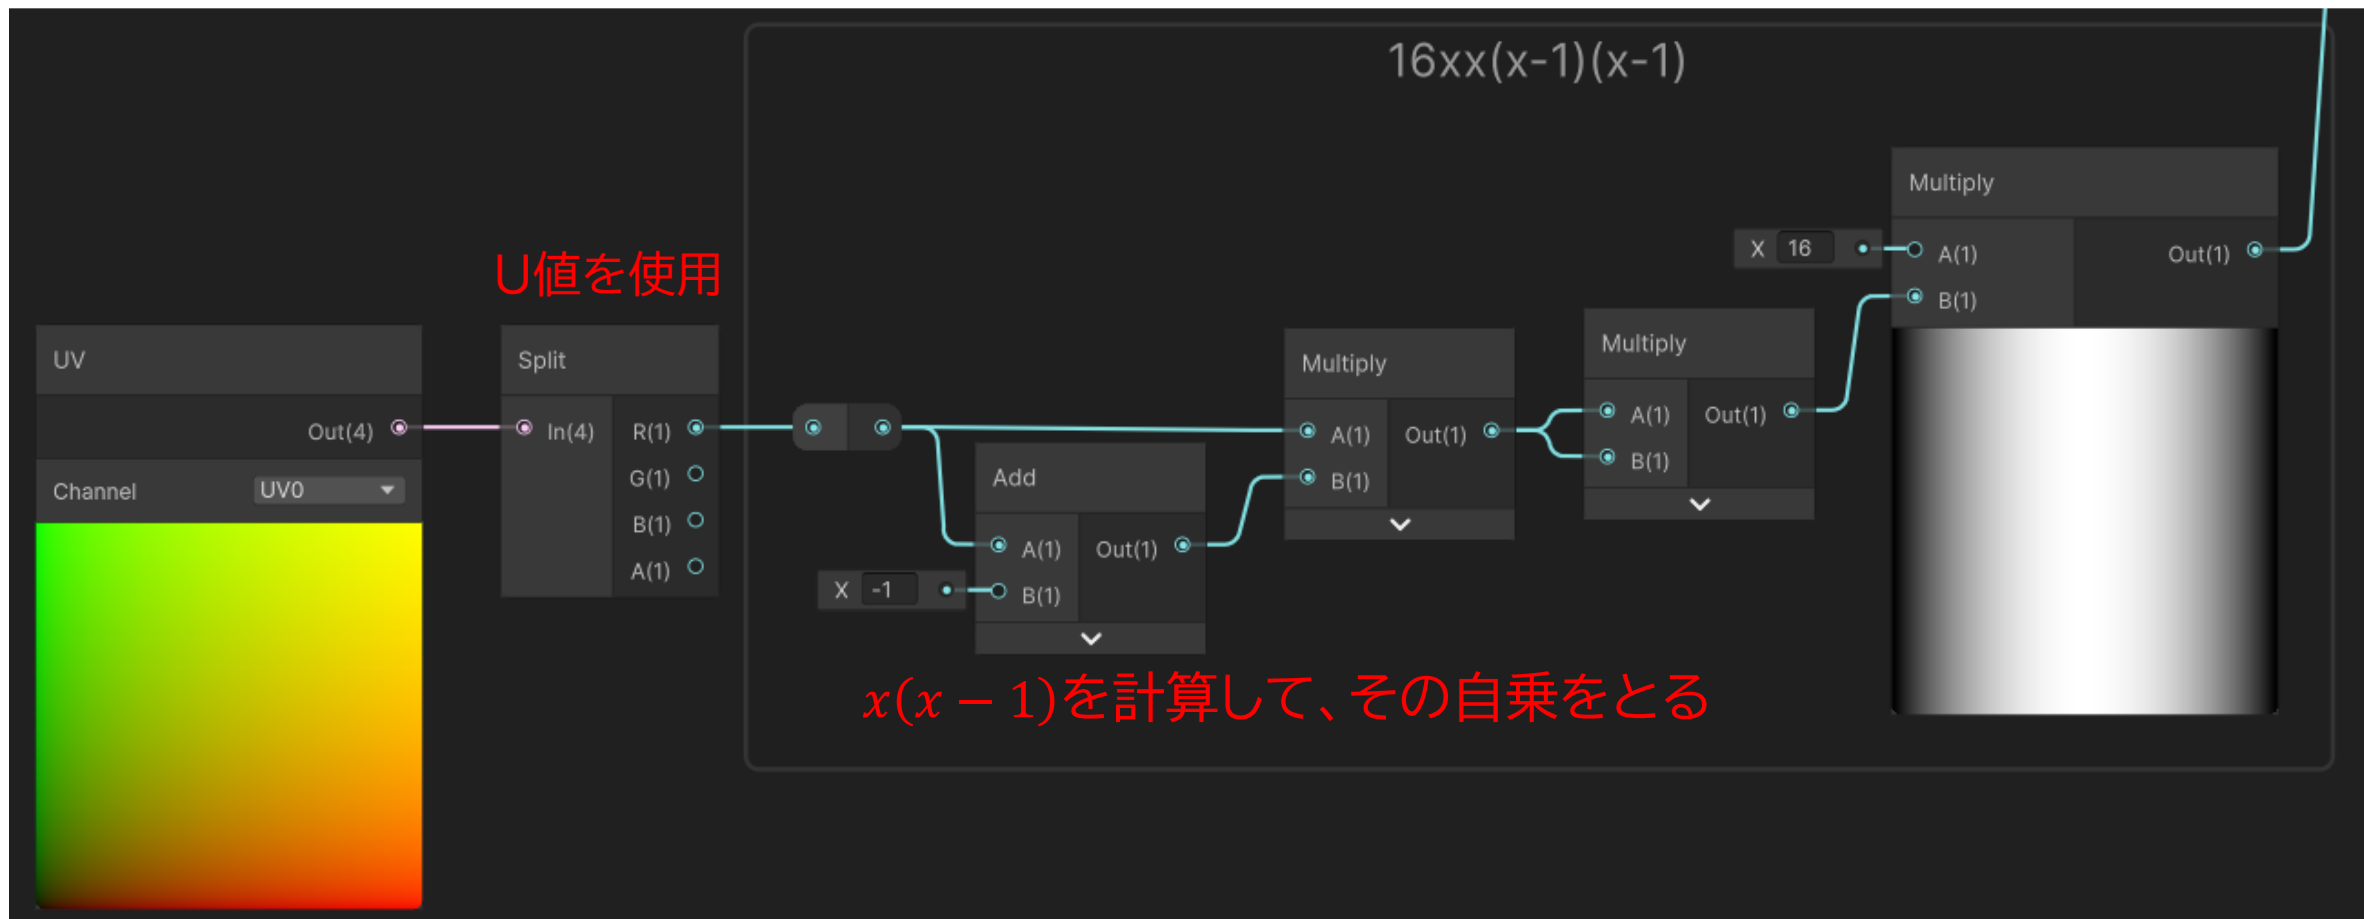 16xx(x-1)(x-1)
Multiply
X 16
A(1)
Out(1)
B(1)
U値を使用
UV
Out(4)
Channel
UV0
Split
In(4)
R(1)
G(1)
B(1)
A(1)
Add
A(1)
Out(1)
X -1
B(1)
Multiply
A(1)
Out(1)
B(1)
Multiply
A(1)
Out(1)
B(1)
x(x − 1)を計算して、その自乗をとる